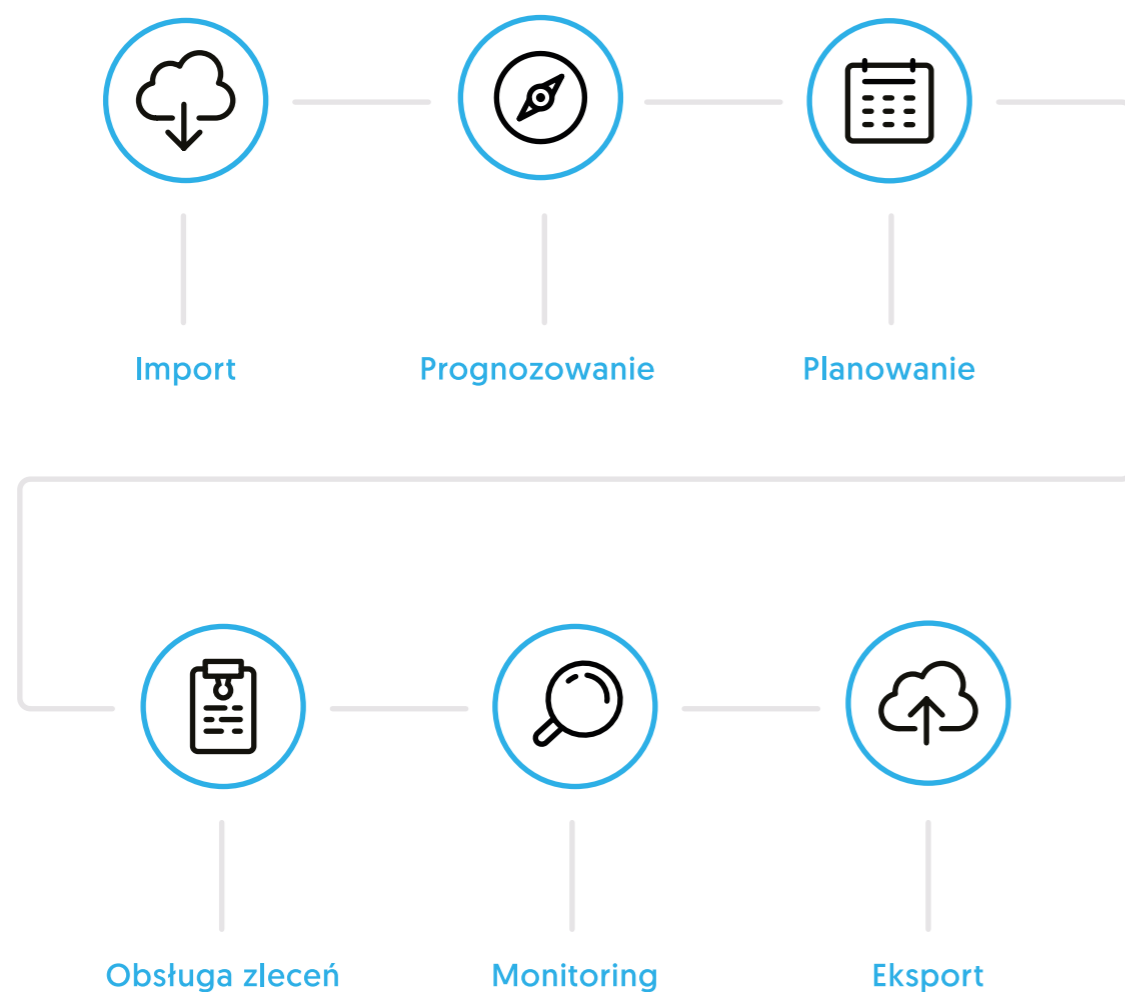 Import
Prognozowanie
Planowanie
Obsługa zleceń
Monitoring
Eksport